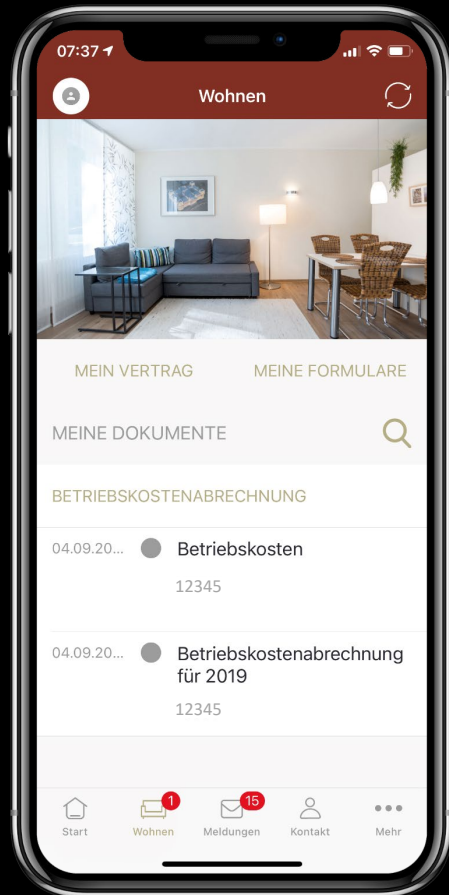 07:37
Wohnen
MEIN VERTRAG MEINE FORMULARE
MEINE DOKUMENTE
BETRIEBSKOSTENABRECHNUNG
04.09.20... Betriebskosten
12345
04.09.20... Betriebskostenabrechnung
für 2019
12345
1 15
Start Wohnen Meldungen Kontakt Mehr